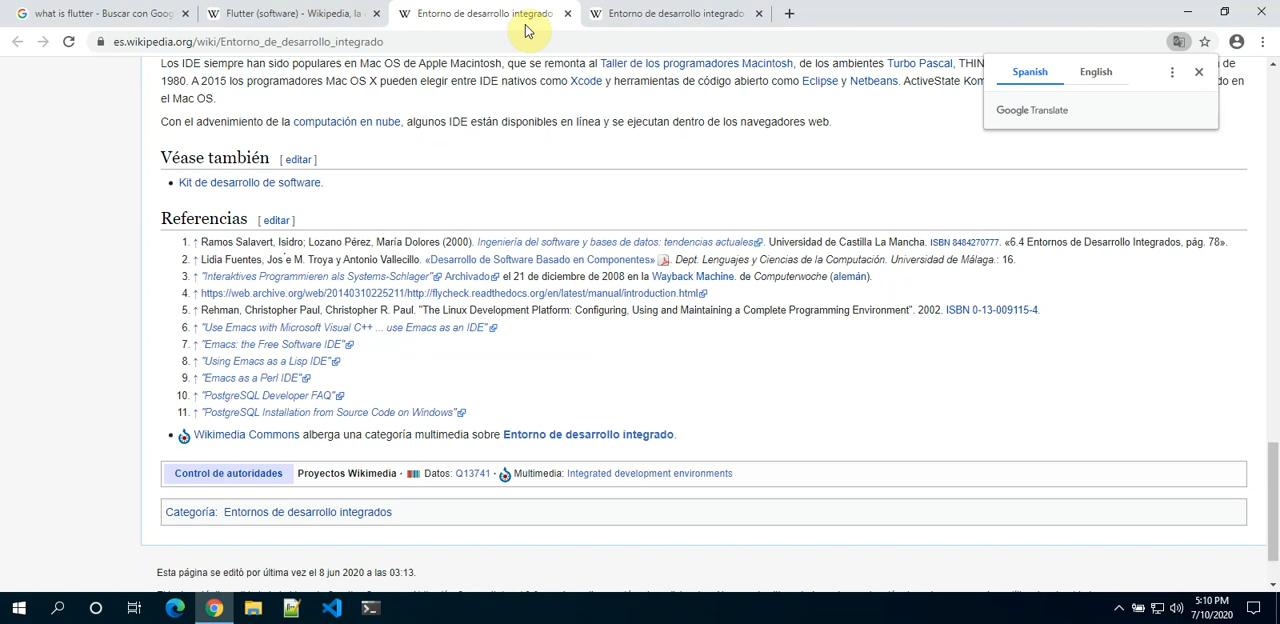 what is flutter - Buscar con Goog
Flutter (software) - Wikipedia, la
Entorno de desarrollo integrado
Entorno de desarrollo integrado
es.wikipedia.org/wiki/Entorno_de_desarrollo_integrado
Los IDE siempre han sido populares en Mac OS de Apple Macintosh, que se remonta al Taller de los programadores Macintosh, de los ambientes Turbo Pascal, THIN
1980. A 2015 los programadores Mac OS X pueden elegir entre IDE nativos como Xcode y herramientas de código abierto como Eclipse y Netbeans. ActiveState Kom en
el Mac OS.
Spanish English
Google Translate
Con el advenimiento de la computación en nube, algunos IDE están disponibles en línea y se ejecutan dentro de los navegadores web.
Véase también [ editar ]
Kit de desarrollo de software.
Referencias [ editar ]
1. ↑ Ramos Salavert, Isidro; Lozano Pérez, María Dolores (2000). Ingeniería del software y bases de datos: tendencias actuales. Universidad de Castilla La Mancha. ISBN 8484270777. «6.4 Entornos de Desarrollo Integrados, pág. 78».
2. ↑ Lidia Fuentes, Jos ́e M. Troya y Antonio Vallecillo. «Desarrollo de Software Basado en Componentes». Dept. Lenguajes y Ciencias de la Computación. Universidad de Málaga.: 16.
3. ↑ "Interaktives Programmieren als Systems-Schlager" Archivado el 21 de diciembre de 2008 en la Wayback Machine. de Computerwoche (alemán).
4. ↑ https://web.archive.org/web/20140310225211/http://flycheck.readthedocs.org/en/latest/manual/introduction.html
5. ↑ Rehman, Christopher Paul, Christopher R. Paul. "The Linux Development Platform: Configuring, Using and Maintaining a Complete Programming Environment". 2002. ISBN 0-13-009115-4.
6. ↑ "Use Emacs with Microsoft Visual C++ ... use Emacs as an IDE"
7. ↑ "Emacs: the Free Software IDE"
8. ↑ "Using Emacs as a Lisp IDE"
9. ↑ "Emacs as a Perl IDE"
10. ↑ "PostgreSQL Developer FAQ"
11. ↑ "PostgreSQL Installation from Source Code on Windows"
Wikimedia Commons alberga una categoría multimedia sobre Entorno de desarrollo integrado.
Control de autoridades Proyectos Wikimedia · Datos: Q13741 · Multimedia: Integrated development environments
Categoría: Entornos de desarrollo integrados
Esta página se editó por última vez el 8 jun 2020 a las 03:13.
5:10 PM
7/10/2020